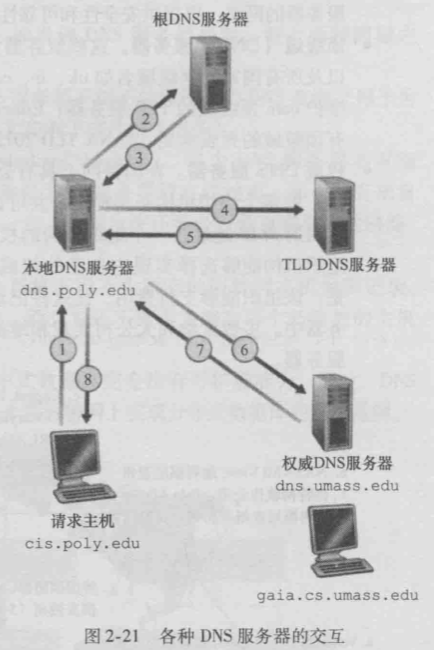 根DNS服务器
2
3
4
5
本地DNS服务器
dns.poly.edu
TLD DNS服务器
1
8
7
6
请求主机
cis.poly.edu
权威DNS服务器
dns.umass.edu
gaia.cs.umass.edu
图2-21 各种DNS服务器的交互